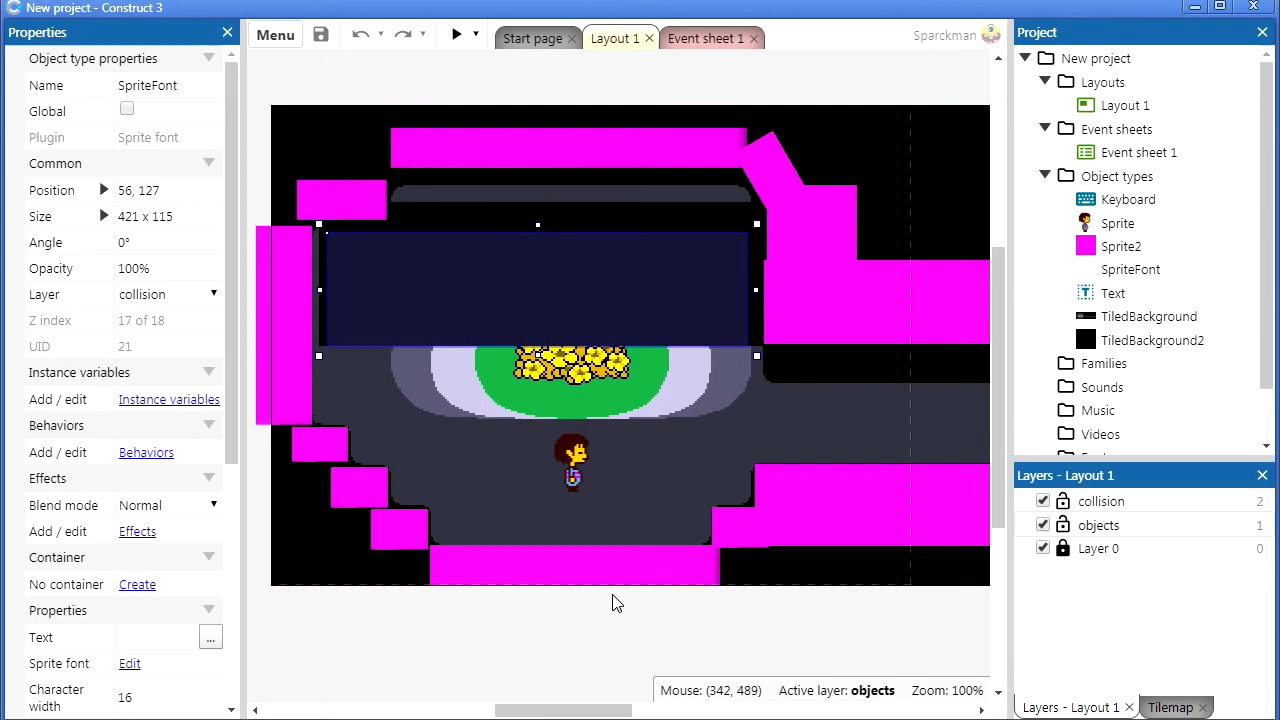 New project - Construct 3
Properties
Object type properties
Name SpriteFont
Global
Plugin Sprite font
Common
Position 56, 127
Size 421 x 115
Angle 0°
Opacity 100%
Layer collision
Z index 17 of 18
UID 21
Instance variables
Add / edit Instance variables
Behaviors
Add / edit Behaviors
Effects
Blend mode Normal
Add / edit Effects
Container
No container Create
Properties
Text ...
Sprite font Edit
Character width 16
Menu
Start page
Layout 1
Event sheet 1
Sparckman
Mouse: (342, 489) Active layer: objects Zoom: 100%
Project
New project
Layouts
Layout 1
Event sheets
Event sheet 1
Object types
Keyboard
Sprite
Sprite2
SpriteFont
Text
TiledBackground
TiledBackground2
Families
Sounds
Music
Videos
Layers - Layout 1
collision 2
objects 1
Layer 0 0
Layers - Layout 1
Tilemap